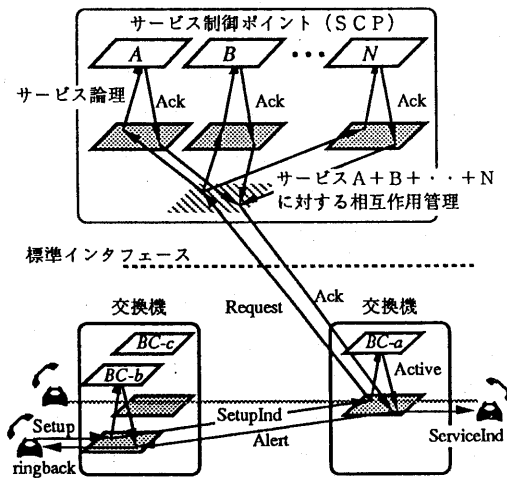 サービス制御ポイント（ＳＣＰ）
A
B
・・・
N
サービス論理
Ack
Ack
Ack
サービスＡ＋Ｂ＋・・＋Ｎ
に対する相互作用管理
標準インタフェース
Request
Ack
交換機
交換機
BC-c
BC-b
BC-a
Active
Setup
SetupInd
Alert
ServiceInd
ringback